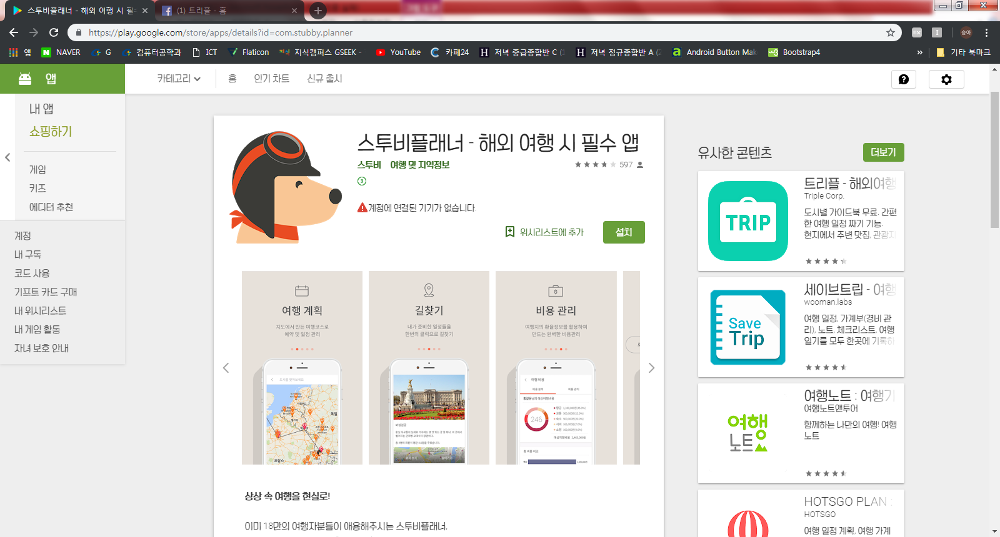 스투비플래너 - 해외 여행 시 필수
(1) 트리플 - 홈
https://play.google.com/store/apps/details?id=com.stubby.planner
앱
NAVER
G
컴퓨터공학과
ICT
Flaticon
지식캠퍼스 GSEEK -
YouTube
카페24
저녁 중급종합반 C (
저녁 정규종합반 A (
Android Button Mak
Bootstrap4
»
기타 북마크
앱
카테고리
홈
인기 차트
신규 출시
내 앱
쇼핑하기
게임
키즈
에디터 추천
계정
내 구독
코드 사용
기프트 카드 구매
내 위시리스트
내 게임 활동
자녀 보호 안내
스투비플래너 - 해외 여행 시 필수 앱
스투비 여행 및 지역정보
597
3
계정에 연결된 기기가 없습니다.
위시리스트에 추가
설치
여행 계획
지도에서 만든 여행코스로
예약 및 일정 관리
길찾기
내가 준비한 일정들을
한번의 클릭으로 길찾기
비용 관리
여행지의 환율정보를 활용하여
만드는 완벽한 비용관리
독일
프랑스
버킹엄궁
여행 비용
비용 분석
비용 관리
246
상상 속 여행을 현실로!
이미 18만의 여행자분들이 애용해주시는 스투비플래너,
유사한 콘텐츠
더보기
TRIP
트리플 - 해외여행
Triple Corp.
도시별 가이드북 무료. 간편
한 여행 일정 짜기 기능.
현지에서 주변 맛집, 관광지
Save
Trip
세이브트립 - 여행
wooman.labs
여행 일정, 가계부(경비 관
리), 노트, 체크리스트, 여행
일기를 모두 한곳에 기록하
여행
노트
여행노트 : 여행기
여행노트앤투어
함께하는 나만의 여행! 여행
노트
HOTSGO PLAN :
HOTSGO
여행 일정 계획, 여행 가계